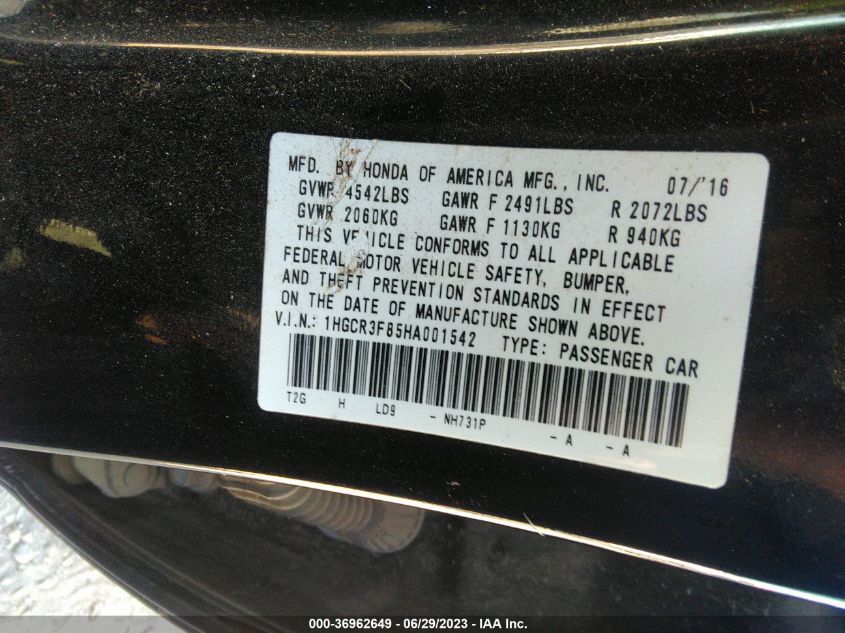 MFD. BY HONDA OF AMERICA MFG., INC. 07/'16
GVWR 4542LBS GAWR F 2491LBS R 2072LBS
GVWR 2060KG GAWR F 1130KG R 940KG
THIS VEHICLE CONFORMS TO ALL APPLICABLE
FEDERAL MOTOR VEHICLE SAFETY, BUMPER,
AND THEFT PREVENTION STANDARDS IN EFFECT
ON THE DATE OF MANUFACTURE SHOWN ABOVE.
V.I.N.: 1HGCR3F85HA001542 TYPE: PASSENGER CAR
T2G H LD9 - NH731P - A - A
000-36962649 - 06/29/2023 - IAA Inc.